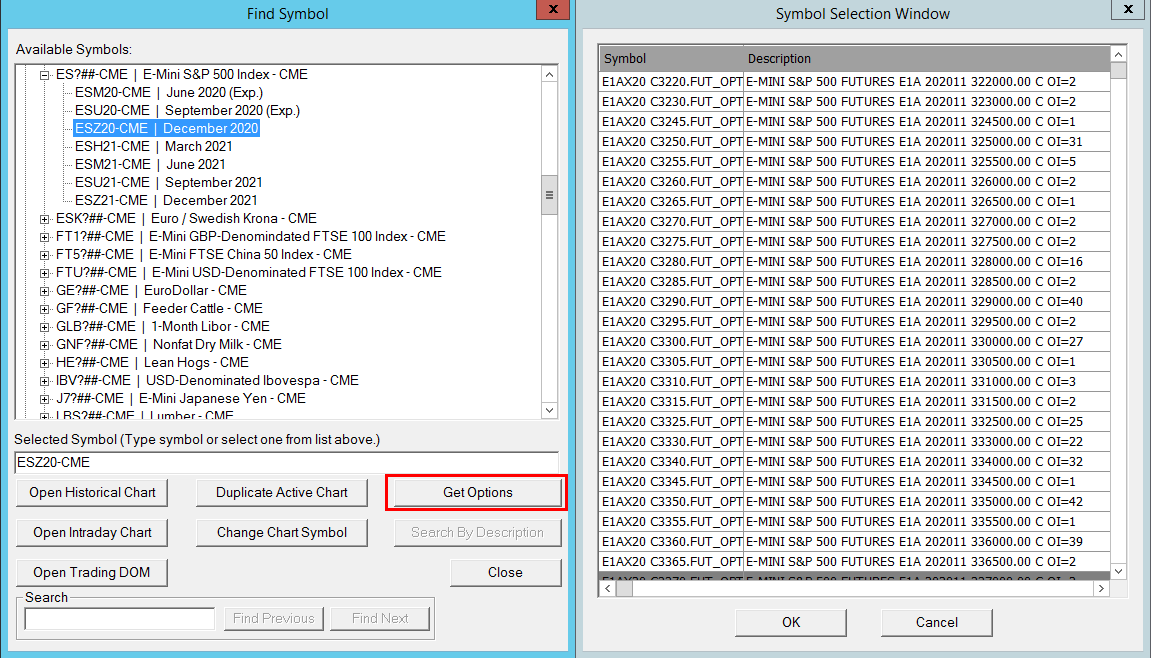 Find Symbol
x
Available Symbols:
ES?##-CME | E-Mini S&P 500 Index - CME
ESM20-CME | June 2020 (Exp.)
ESU20-CME | September 2020 (Exp.)
ESZ20-CME | December 2020
ESH21-CME | March 2021
ESM21-CME | June 2021
ESU21-CME | September 2021
ESZ21-CME | December 2021
ESK?##-CME | Euro / Swedish Krona - CME
FT1?##-CME | E-Mini GBP-Denomindated FTSE 100 Index - CME
FT5?##-CME | E-Mini FTSE China 50 Index - CME
FTU?##-CME | E-Mini USD-Denominated FTSE 100 Index - CME
GE?##-CME | EuroDollar - CME
GF?##-CME | Feeder Cattle - CME
GLB?##-CME | 1-Month Libor - CME
GNF?##-CME | Nonfat Dry Milk - CME
HE?##-CME | Lean Hogs - CME
IBV?##-CME | USD-Denominated Ibovespa - CME
J7?##-CME | E-Mini Japanese Yen - CME
LBS?##-CME | Lumber - CME
Selected Symbol (Type symbol or select one from list above.)
ESZ20-CME
Open Historical Chart
Duplicate Active Chart
Get Options
Open Intraday Chart
Change Chart Symbol
Search By Description
Open Trading DOM
Close
Search
Find Previous
Find Next
Symbol Selection Window
x
Symbol Description
E1AX20 C3220.FUT_OPT E-MINI S&P 500 FUTURES E1A 202011 322000.00 C OI=2
E1AX20 C3230.FUT_OPT E-MINI S&P 500 FUTURES E1A 202011 323000.00 C OI=2
E1AX20 C3245.FUT_OPT E-MINI S&P 500 FUTURES E1A 202011 324500.00 C OI=1
E1AX20 C3250.FUT_OPT E-MINI S&P 500 FUTURES E1A 202011 325000.00 C OI=31
E1AX20 C3255.FUT_OPT E-MINI S&P 500 FUTURES E1A 202011 325500.00 C OI=5
E1AX20 C3260.FUT_OPT E-MINI S&P 500 FUTURES E1A 202011 326000.00 C OI=2
E1AX20 C3265.FUT_OPT E-MINI S&P 500 FUTURES E1A 202011 326500.00 C OI=1
E1AX20 C3270.FUT_OPT E-MINI S&P 500 FUTURES E1A 202011 327000.00 C OI=2
E1AX20 C3275.FUT_OPT E-MINI S&P 500 FUTURES E1A 202011 327500.00 C OI=2
E1AX20 C3280.FUT_OPT E-MINI S&P 500 FUTURES E1A 202011 328000.00 C OI=16
E1AX20 C3285.FUT_OPT E-MINI S&P 500 FUTURES E1A 202011 328500.00 C OI=2
E1AX20 C3290.FUT_OPT E-MINI S&P 500 FUTURES E1A 202011 329000.00 C OI=40
E1AX20 C3295.FUT_OPT E-MINI S&P 500 FUTURES E1A 202011 329500.00 C OI=2
E1AX20 C3300.FUT_OPT E-MINI S&P 500 FUTURES E1A 202011 330000.00 C OI=27
E1AX20 C3305.FUT_OPT E-MINI S&P 500 FUTURES E1A 202011 330500.00 C OI=1
E1AX20 C3310.FUT_OPT E-MINI S&P 500 FUTURES E1A 202011 331000.00 C OI=3
E1AX20 C3315.FUT_OPT E-MINI S&P 500 FUTURES E1A 202011 331500.00 C OI=2
E1AX20 C3325.FUT_OPT E-MINI S&P 500 FUTURES E1A 202011 332500.00 C OI=25
E1AX20 C3330.FUT_OPT E-MINI S&P 500 FUTURES E1A 202011 333000.00 C OI=22
E1AX20 C3340.FUT_OPT E-MINI S&P 500 FUTURES E1A 202011 334000.00 C OI=32
E1AX20 C3345.FUT_OPT E-MINI S&P 500 FUTURES E1A 202011 334500.00 C OI=1
E1AX20 C3350.FUT_OPT E-MINI S&P 500 FUTURES E1A 202011 335000.00 C OI=42
E1AX20 C3355.FUT_OPT E-MINI S&P 500 FUTURES E1A 202011 335500.00 C OI=1
E1AX20 C3360.FUT_OPT E-MINI S&P 500 FUTURES E1A 202011 336000.00 C OI=39
E1AX20 C3365.FUT_OPT E-MINI S&P 500 FUTURES E1A 202011 336500.00 C OI=2
OK
Cancel